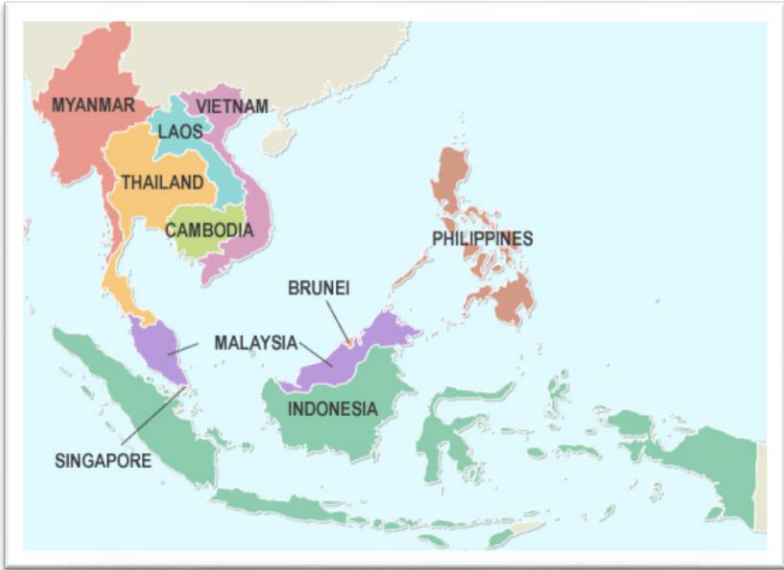 MYANMAR
VIETNAM
LAOS
THAILAND
CAMBODIA
PHILIPPINES
BRUNEI
MALAYSIA
INDONESIA
SINGAPORE